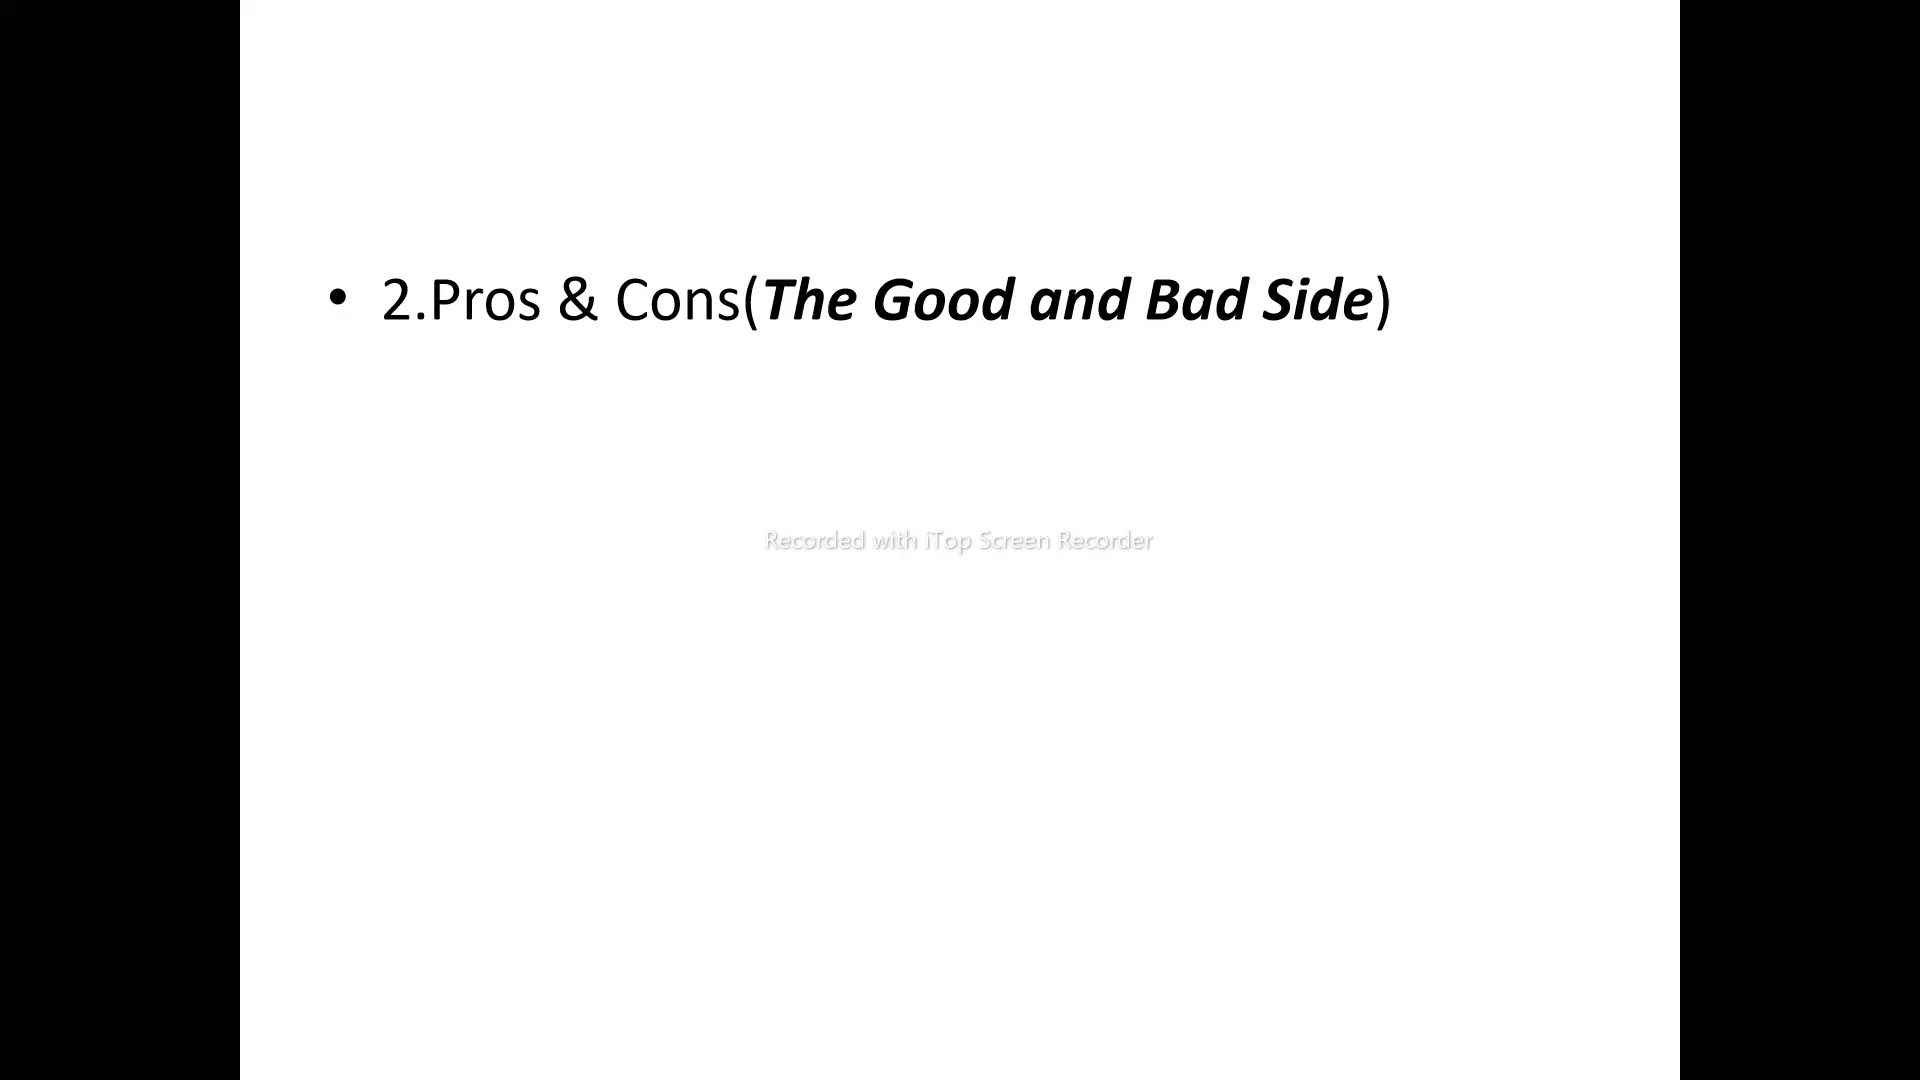 • 2.Pros & Cons(The Good and Bad Side)
Recorded with iTop Screen Recorder